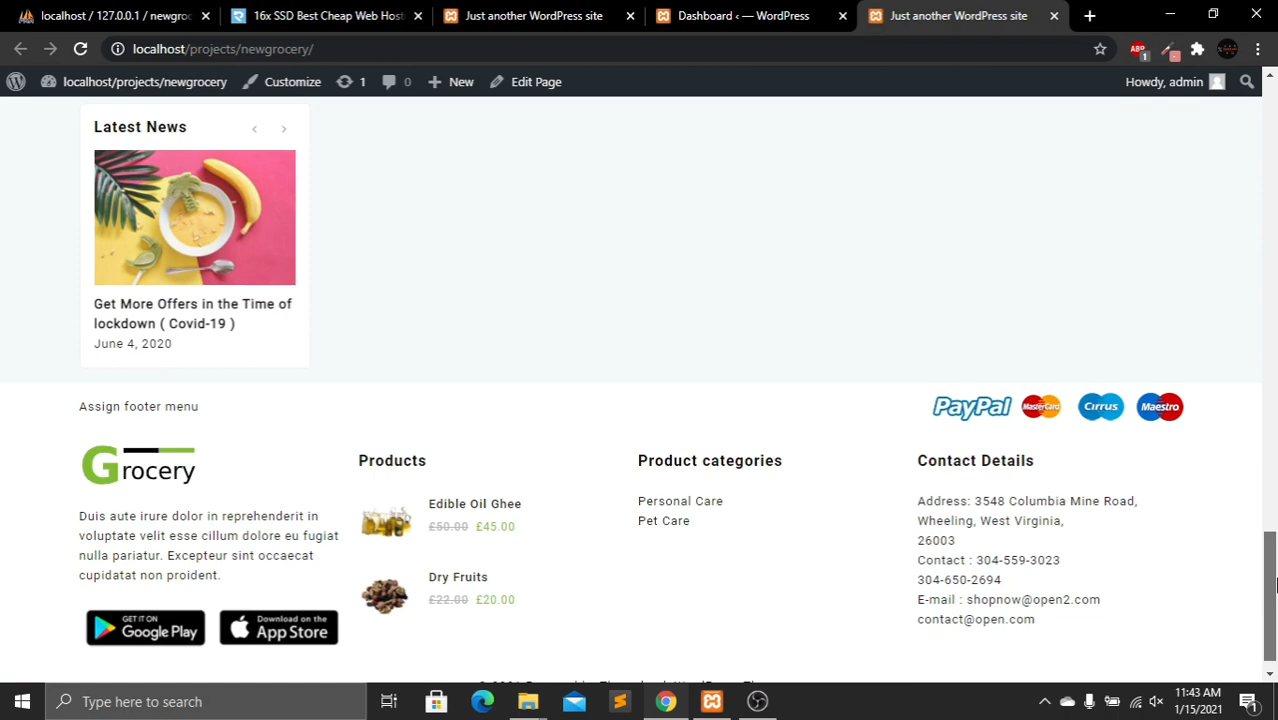 localhost / 127.0.0.1 / newgroc
16x SSD Best Cheap Web Host
Just another WordPress site
Dashboard ‹ — WordPress
Just another WordPress site
localhost/projects/newgrocery/
ABP
1
localhost/projects/newgrocery
Customize
1
0
New
Edit Page
Howdy, admin
Latest News
Get More Offers in the Time of
lockdown ( Covid-19 )
June 4, 2020
Assign footer menu
PayPal
MasterCard
Cirrus
Maestro
Grocery
Duis aute irure dolor in reprehenderit in
voluptate velit esse cillum dolore eu fugiat
nulla pariatur. Excepteur sint occaecat
cupidatat non proident.
GET IT ON
Google Play
Download on the
App Store
Products
Edible Oil Ghee
£50.00 £45.00
Dry Fruits
£22.00 £20.00
Product categories
Personal Care
Pet Care
Contact Details
Address: 3548 Columbia Mine Road,
Wheeling, West Virginia,
26003
Contact : 304-559-3023
304-650-2694
E-mail : shopnow@open2.com
contact@open.com
Type here to search
11:43 AM
1/15/2021
1